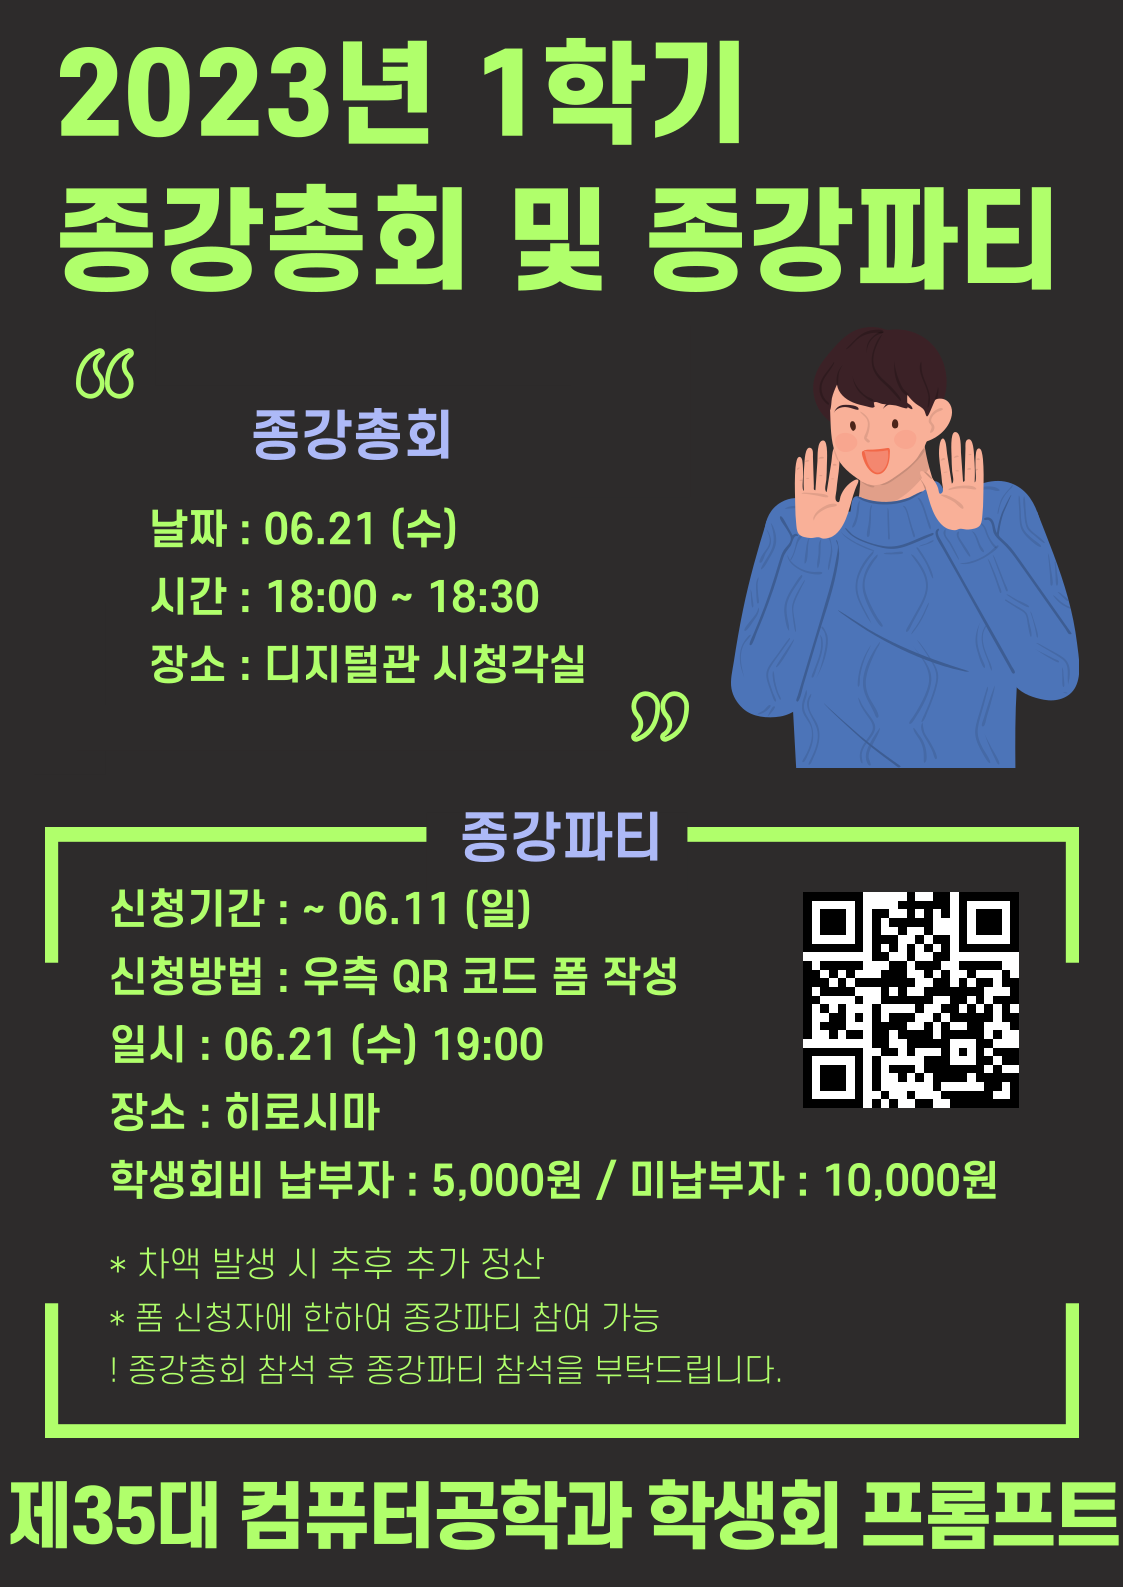 2023년 1학기
종강총회 및 종강파티
종강총회
날짜 : 06.21 (수)
시간 : 18:00 ~ 18:30
장소 : 디지털관 시청각실
종강파티
신청기간 : ~ 06.11 (일)
신청방법 : 우측 QR 코드 폼 작성
일시 : 06.21 (수) 19:00
장소 : 히로시마
학생회비 납부자 : 5,000원 / 미납부자 : 10,000원
* 차액 발생 시 추후 추가 정산
* 폼 신청자에 한하여 종강파티 참여 가능
! 종강총회 참석 후 종강파티 참석을 부탁드립니다.
제35대 컴퓨터공학과 학생회 프롬프트